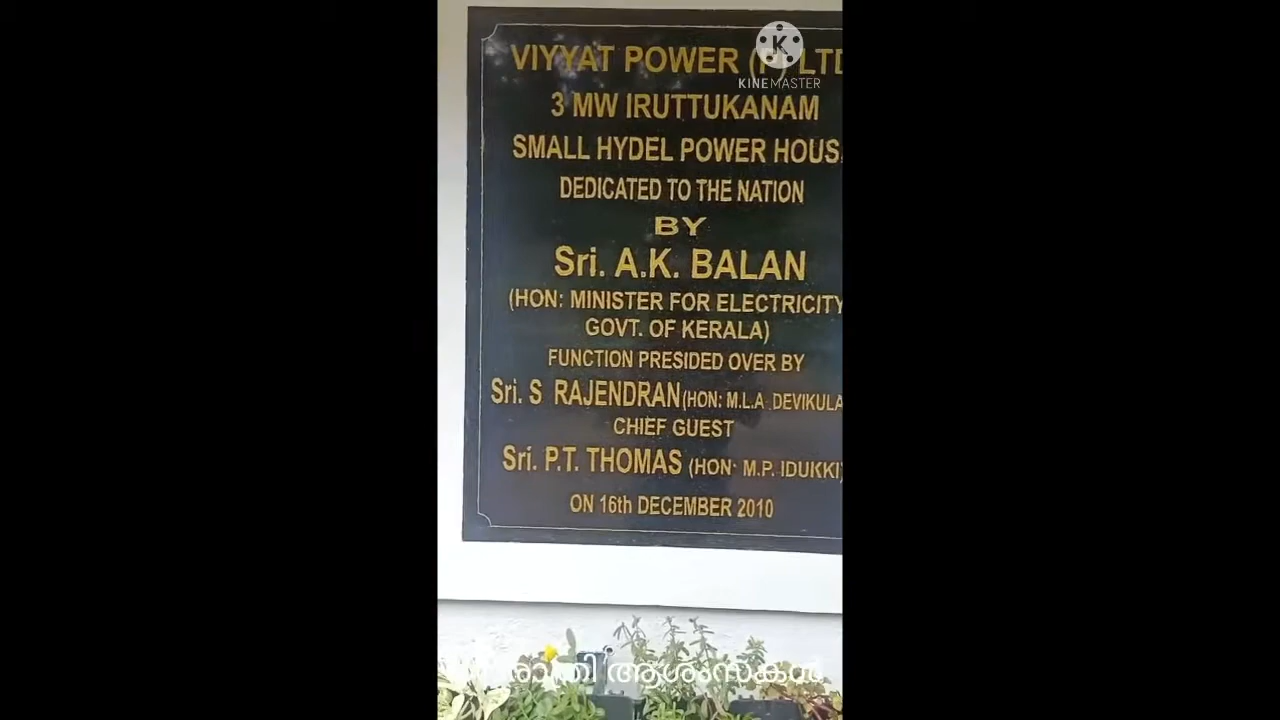 VIYYAT POWER (P) LTD
KINEMASTER
3 MW IRUTTUKANAM
SMALL HYDEL POWER HOUS
DEDICATED TO THE NATION
BY
Sri. A.K. BALAN
(HON: MINISTER FOR ELECTRICITY
GOVT. OF KERALA)
FUNCTION PRESIDED OVER BY
Sri. S RAJENDRAN (HON: M.L.A DEVIKULA
CHIEF GUEST
Sri. P.T. THOMAS (HON: M.P. IDUKKI)
ON 16th DECEMBER 2010
ആശംസകൾ